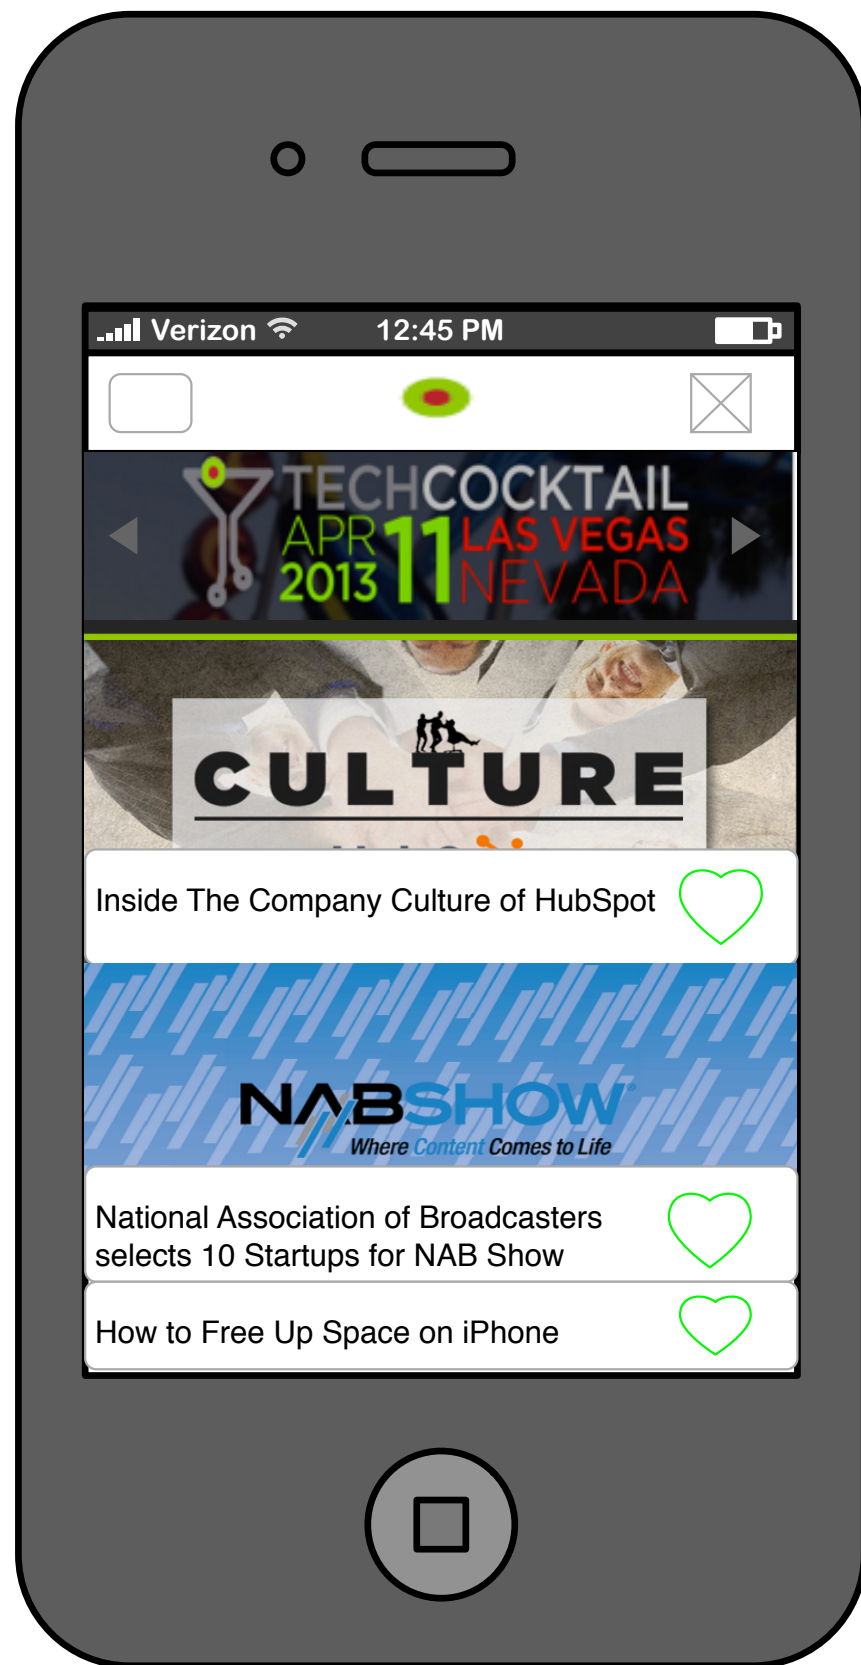 Verizon 12:45 PM
TECHCOCKTAIL
APR 11 LAS VEGAS
2013 NEVADA
CULTURE
NABSHOW®
Where Content Comes to Life
Inside The Company Culture of HubSpot
National Association of Broadcasters
selects 10 Startups for NAB Show
How to Free Up Space on iPhone